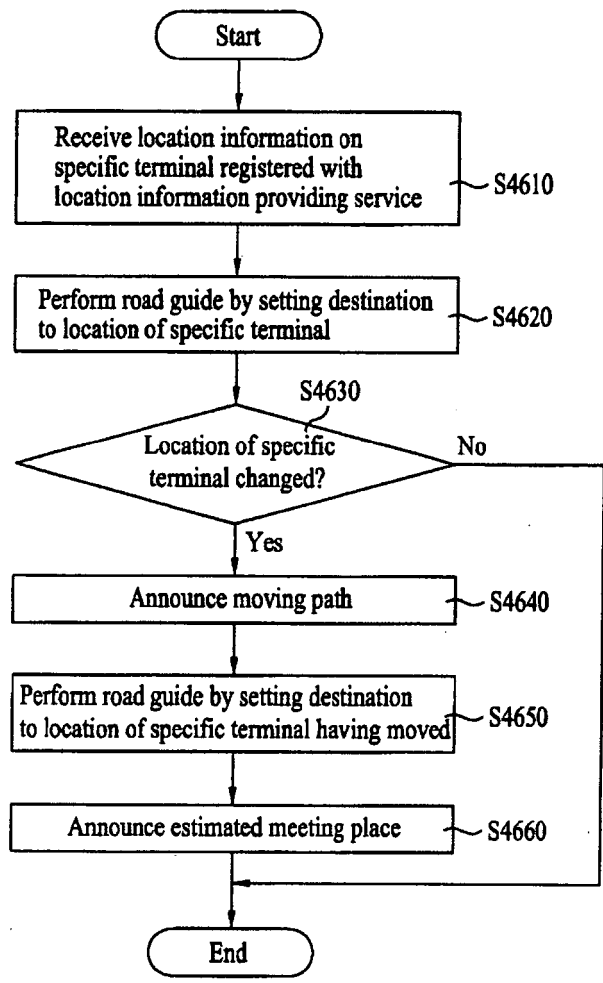 Start
Receive location information on
specific terminal registered with
location information providing service
S4610
Perform road guide by setting destination
to location of specific terminal
S4620
S4630
Location of specific
terminal changed?
No
Yes
Announce moving path
S4640
Perform road guide by setting destination
to location of specific terminal having moved
S4650
Announce estimated meeting place
S4660
End